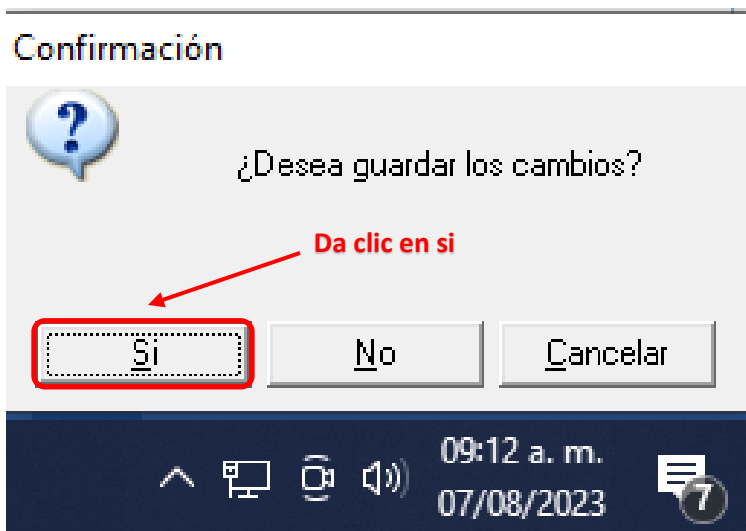 Confirmación
¿Desea guardar los cambios?
Da clic en si
Si
No
Cancelar
09:12 a. m.
07/08/2023
7